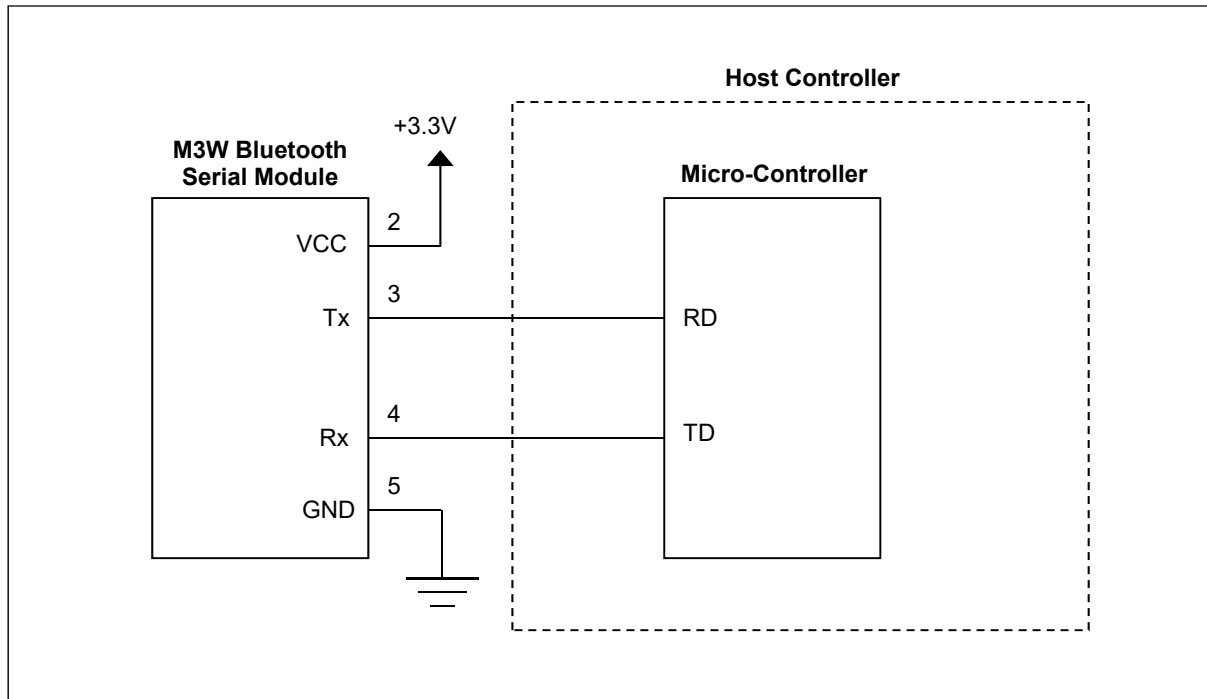 Host Controller
+3.3V
M3W Bluetooth
Serial Module
Micro-Controller
2
VCC
3
Tx
RD
4
Rx
TD
5
GND